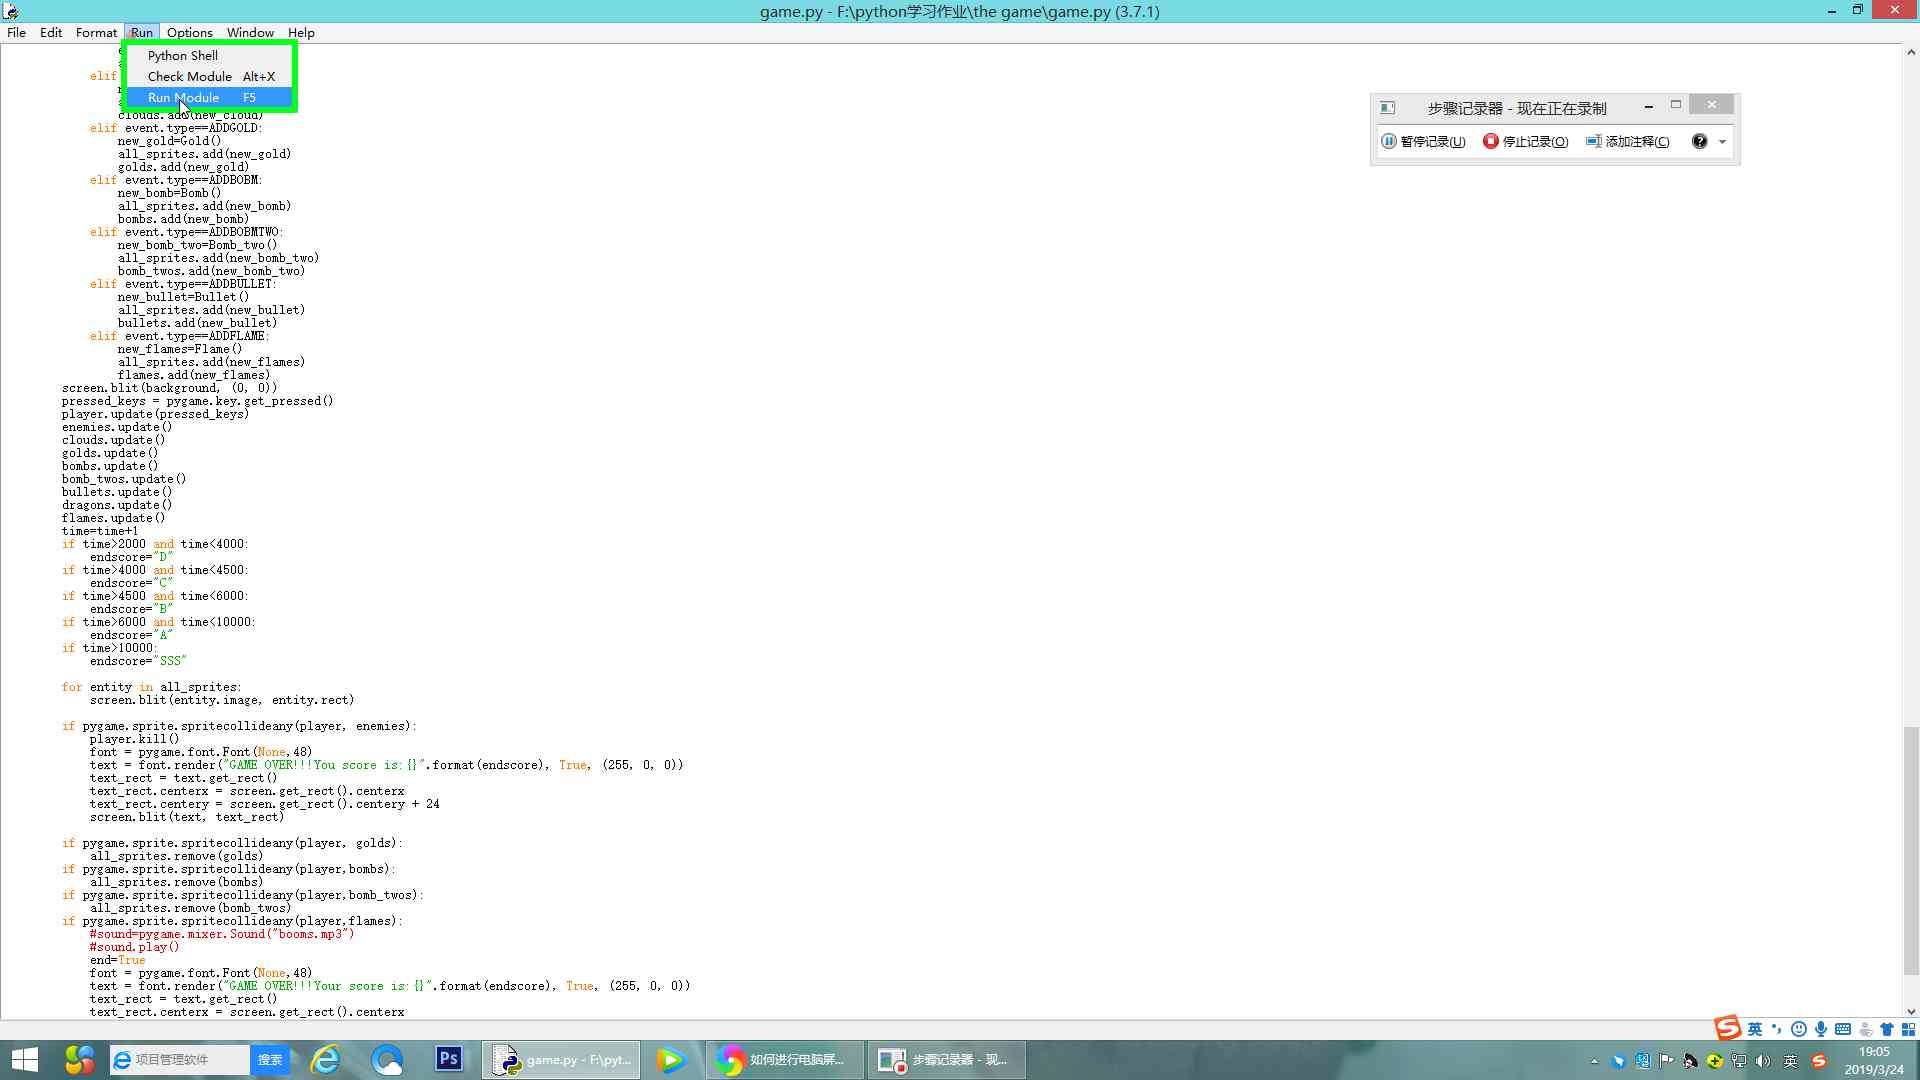 game.py - F:\python学习作业\the game\game.py (3.7.1)
File Edit Format Run Options Window Help
Python Shell
Check Module Alt+X
Run Module F5
elif
clouds.add(new_cloud)
elif event.type==ADDGOLD:
new_gold=Gold()
all_sprites.add(new_gold)
golds.add(new_gold)
elif event.type==ADDBOBM:
new_bomb=Bomb()
all_sprites.add(new_bomb)
bombs.add(new_bomb)
elif event.type==ADDBOBMTWO:
new_bomb_two=Bomb_two()
all_sprites.add(new_bomb_two)
bomb_twos.add(new_bomb_two)
elif event.type==ADDBULLET:
new_bullet=Bullet()
all_sprites.add(new_bullet)
bullets.add(new_bullet)
elif event.type==ADDFLAME:
new_flames=Flame()
all_sprites.add(new_flames)
flames.add(new_flames)
screen.blit(background, (0, 0))
pressed_keys = pygame.key.get_pressed()
player.update(pressed_keys)
enemies.update()
clouds.update()
golds.update()
bombs.update()
bomb_twos.update()
bullets.update()
dragons.update()
flames.update()
time=time+1
if time>2000 and time<4000:
endscore="D"
if time>4000 and time<4500:
endscore="C"
if time>4500 and time<6000:
endscore="B"
if time>6000 and time<10000:
endscore="A"
if time>10000:
endscore="SSS"
for entity in all_sprites:
screen.blit(entity.image, entity.rect)
if pygame.sprite.spritecollideany(player, enemies):
player.kill()
font = pygame.font.Font(None,48)
text = font.render("GAME OVER!!!You score is:{}".format(endscore), True, (255, 0, 0))
text_rect = text.get_rect()
text_rect.centerx = screen.get_rect().centerx
text_rect.centery = screen.get_rect().centery + 24
screen.blit(text, text_rect)
if pygame.sprite.spritecollideany(player, golds):
all_sprites.remove(golds)
if pygame.sprite.spritecollideany(player,bombs):
all_sprites.remove(bombs)
if pygame.sprite.spritecollideany(player,bomb_twos):
all_sprites.remove(bomb_twos)
if pygame.sprite.spritecollideany(player,flames):
#sound=pygame.mixer.Sound("booms.mp3")
#sound.play()
end=True
font = pygame.font.Font(None,48)
text = font.render("GAME OVER!!!Your score is:{}".format(endscore), True, (255, 0, 0))
text_rect = text.get_rect()
text_rect.centerx = screen.get_rect().centerx
步骤记录器 - 现在正在录制
暂停记录(U) 停止记录(O) 添加注释(C)
英
项目管理软件 搜索 Ps game.py - F:\pyt... 如何进行电脑屏... 步骤记录器 - 现... 英
19:05
2019/3/24